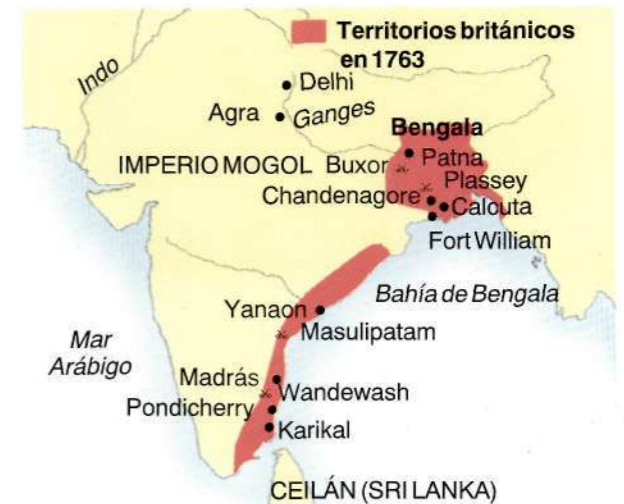 Territorios británicos
en 1763
Indo
Delhi
Agra
Ganges
Bengala
IMPERIO MOGOL
Buxor
Patna
Plassey
Chandenagore
Calcuta
Fort William
Bahía de Bengala
Yanaon
Masulipatam
Mar
Arábigo
Madrás
Wandewash
Pondicherry
Karikal
CEILÁN (SRI LANKA)